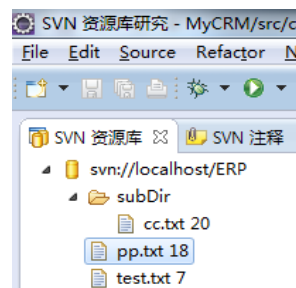 SVN 资源库研究 - MyCRM/src/c
File Edit Source Refactor N
SVN 资源库 SVN 注释
svn://localhost/ERP
subDir
cc.txt 20
pp.txt 18
test.txt 7